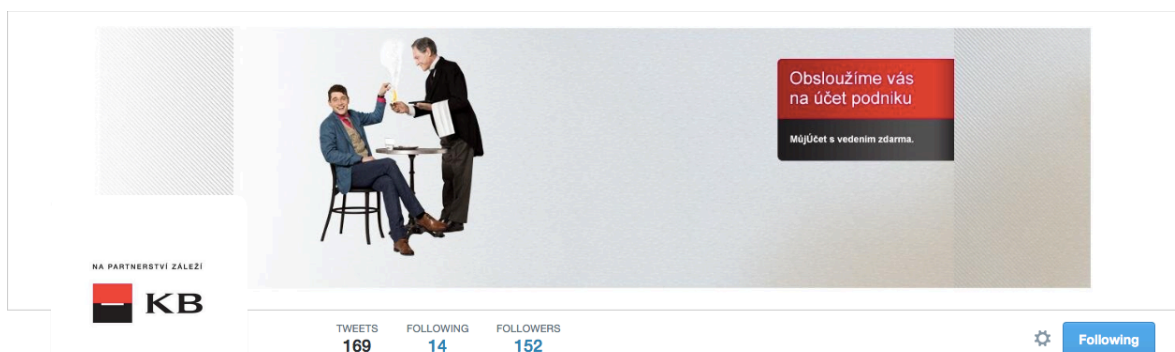 Obsloužíme vás
na účet podniku
MůjÚčet s vedením zdarma.
NA PARTNERSTVÍ ZÁLEŽÍ
KB
TWEETS FOLLOWING FOLLOWERS
169 14 152
Following